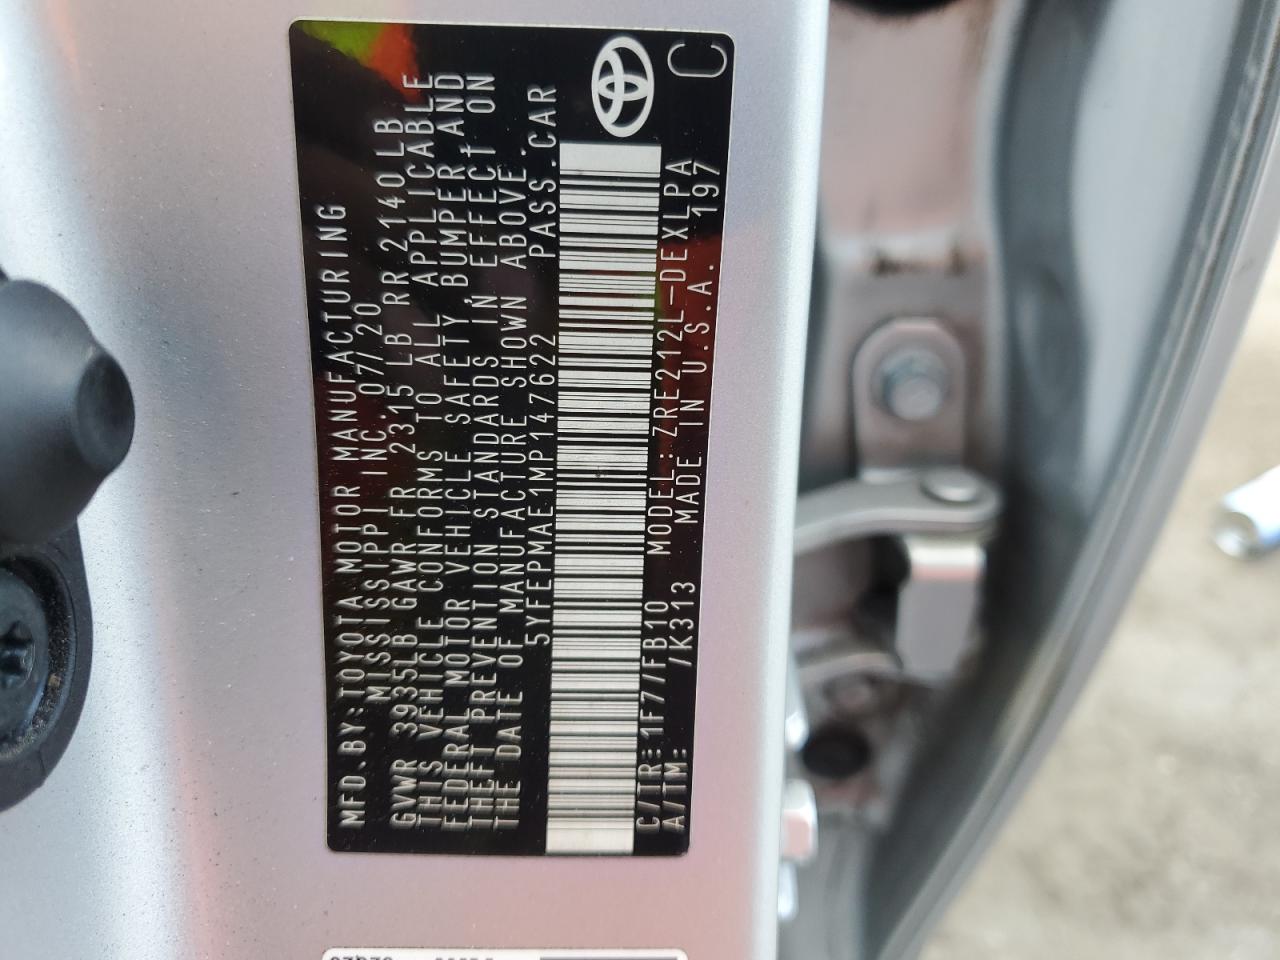 MFD.BY:TOYOTA MOTOR MANUFACTURING
MISSISSIPPI INC. 07/20
GVWR 3935LB GAWR FR 2315 LB RR 2140LB
THIS VEHICLE CONFORMS TO ALL APPLICABLE
FEDERAL MOTOR VEHICLE SAFETY, BUMPER AND
THEFT PREVENTION STANDARDS IN EFFECT ON
THE DATE OF MANUFACTURE SHOWN ABOVE.
5YFEPMAE1MP147622 PASS.CAR
C/TR:1F7/FB10 MODEL:ZRE212L-DEXLPA
A/TM: /K313 MADE IN U.S.A. 197
C